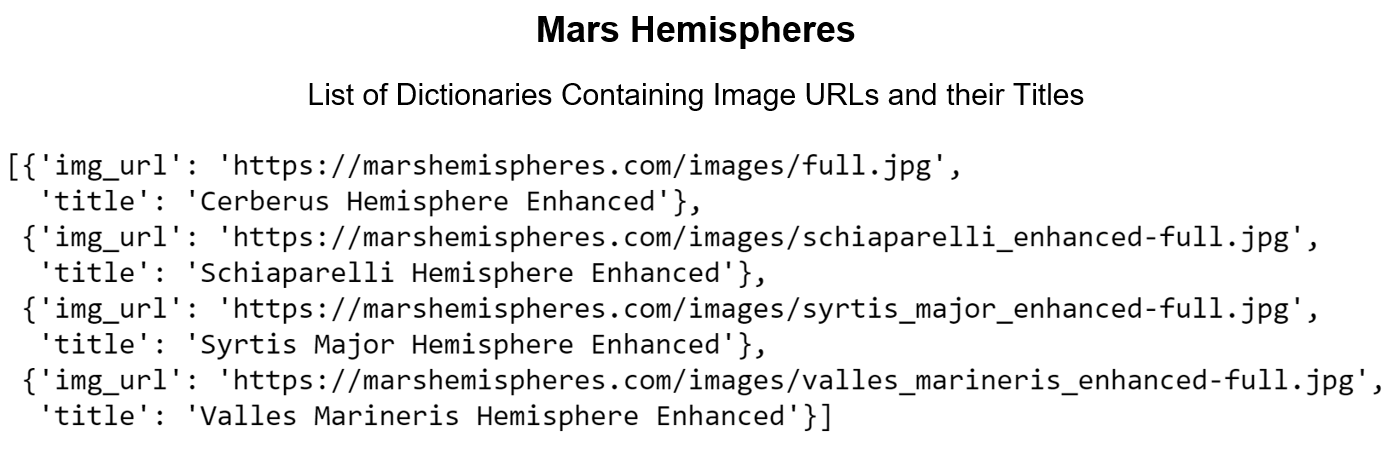 Mars Hemispheres
List of Dictionaries Containing Image URLs and their Titles
[{'img_url': 'https://marshemispheres.com/images/full.jpg',
  'title': 'Cerberus Hemisphere Enhanced'},
 {'img_url': 'https://marshemispheres.com/images/schiaparelli_enhanced-full.jpg',
  'title': 'Schiaparelli Hemisphere Enhanced'},
 {'img_url': 'https://marshemispheres.com/images/syrtis_major_enhanced-full.jpg',
  'title': 'Syrtis Major Hemisphere Enhanced'},
 {'img_url': 'https://marshemispheres.com/images/valles_marineris_enhanced-full.jpg',
  'title': 'Valles Marineris Hemisphere Enhanced'}]